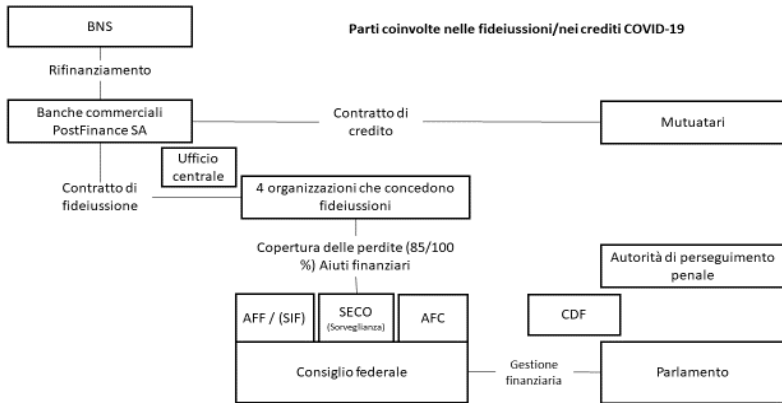 BNS
Parti coinvolte nelle fideiussioni/nei crediti COVID-19
Rifinanziamento
Banche commerciali
PostFinance SA
Contratto di
credito
Mutuatari
Ufficio
centrale
Contratto di
fideiussione
4 organizzazioni che concedono
fideiussioni
Copertura delle perdite (85/100
%) Aiuti finanziari
Autorità di perseguimento
penale
AFF / (SIF)
SECO
(Sorveglianza)
AFC
CDF
Consiglio federale
Gestione
finanziaria
Parlamento